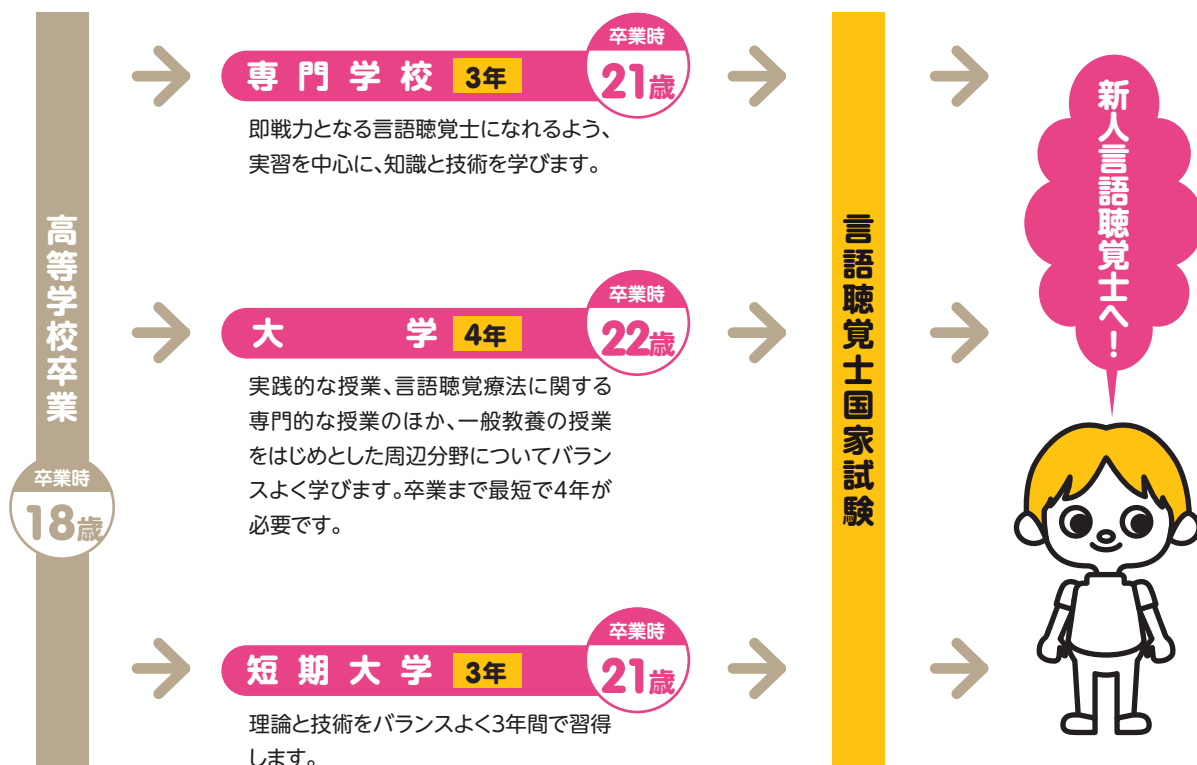 高等学校卒業
卒業時
18歳
専門学校 3年
卒業時
21歳
即戦力となる言語聴覚士になれるよう、
実習を中心に、知識と技術を学びます。
大学 4年
卒業時
22歳
実践的な授業、言語聴覚療法に関する
専門的な授業のほか、一般教養の授業
をはじめとした周辺分野についてバラン
スよく学びます。卒業まで最短で4年が
必要です。
短期大学 3年
卒業時
21歳
理論と技術をバランスよく3年間で習得
します。
言語聴覚士国家試験
新人言語聴覚士へ!